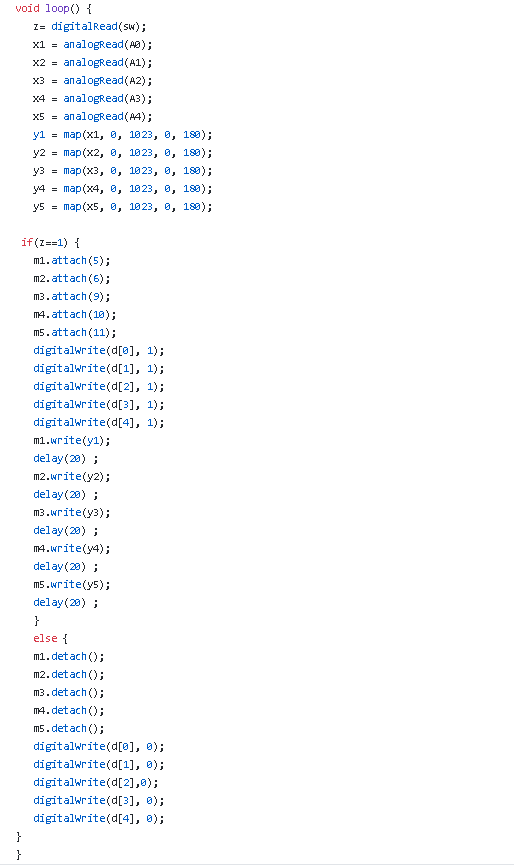 void loop() {
z= digitalRead(sw);
x1 = analogRead(A0);
x2 = analogRead(A1);
x3 = analogRead(A2);
x4 = analogRead(A3);
x5 = analogRead(A4);
y1 = map(x1, 0, 1023, 0, 180);
y2 = map(x2, 0, 1023, 0, 180);
y3 = map(x3, 0, 1023, 0, 180);
y4 = map(x4, 0, 1023, 0, 180);
y5 = map(x5, 0, 1023, 0, 180);
if(z==1) {
m1.attach(5);
m2.attach(6);
m3.attach(9);
m4.attach(10);
m5.attach(11);
digitalWrite(d[0], 1);
digitalWrite(d[1], 1);
digitalWrite(d[2], 1);
digitalWrite(d[3], 1);
digitalWrite(d[4], 1);
m1.write(y1);
delay(20) ;
m2.write(y2);
delay(20) ;
m3.write(y3);
delay(20) ;
m4.write(y4);
delay(20) ;
m5.write(y5);
delay(20) ;
}
else {
m1.detach();
m2.detach();
m3.detach();
m4.detach();
m5.detach();
digitalWrite(d[0], 0);
digitalWrite(d[1], 0);
digitalWrite(d[2],0);
digitalWrite(d[3], 0);
digitalWrite(d[4], 0);
}
}